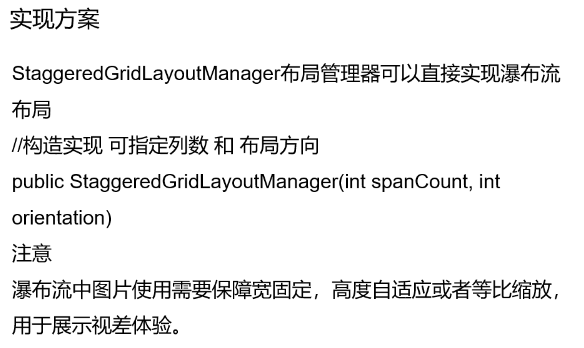 实现方案
StaggeredGridLayoutManager布局管理器可以直接实现瀑布流
布局
//构造实现 可指定列数 和 布局方向
public StaggeredGridLayoutManager(int spanCount, int
orientation)
注意
瀑布流中图片使用需要保障宽固定，高度自适应或者等比缩放，
用于展示视差体验。